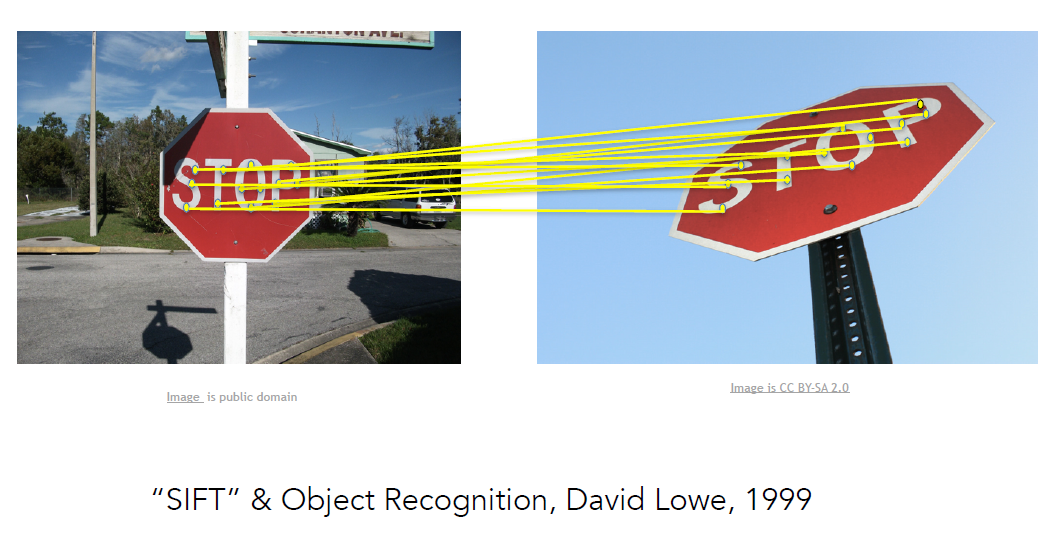 STOP
STOP
Image is public domain
Image is CC BY-SA 2.0
“SIFT” & Object Recognition, David Lowe, 1999